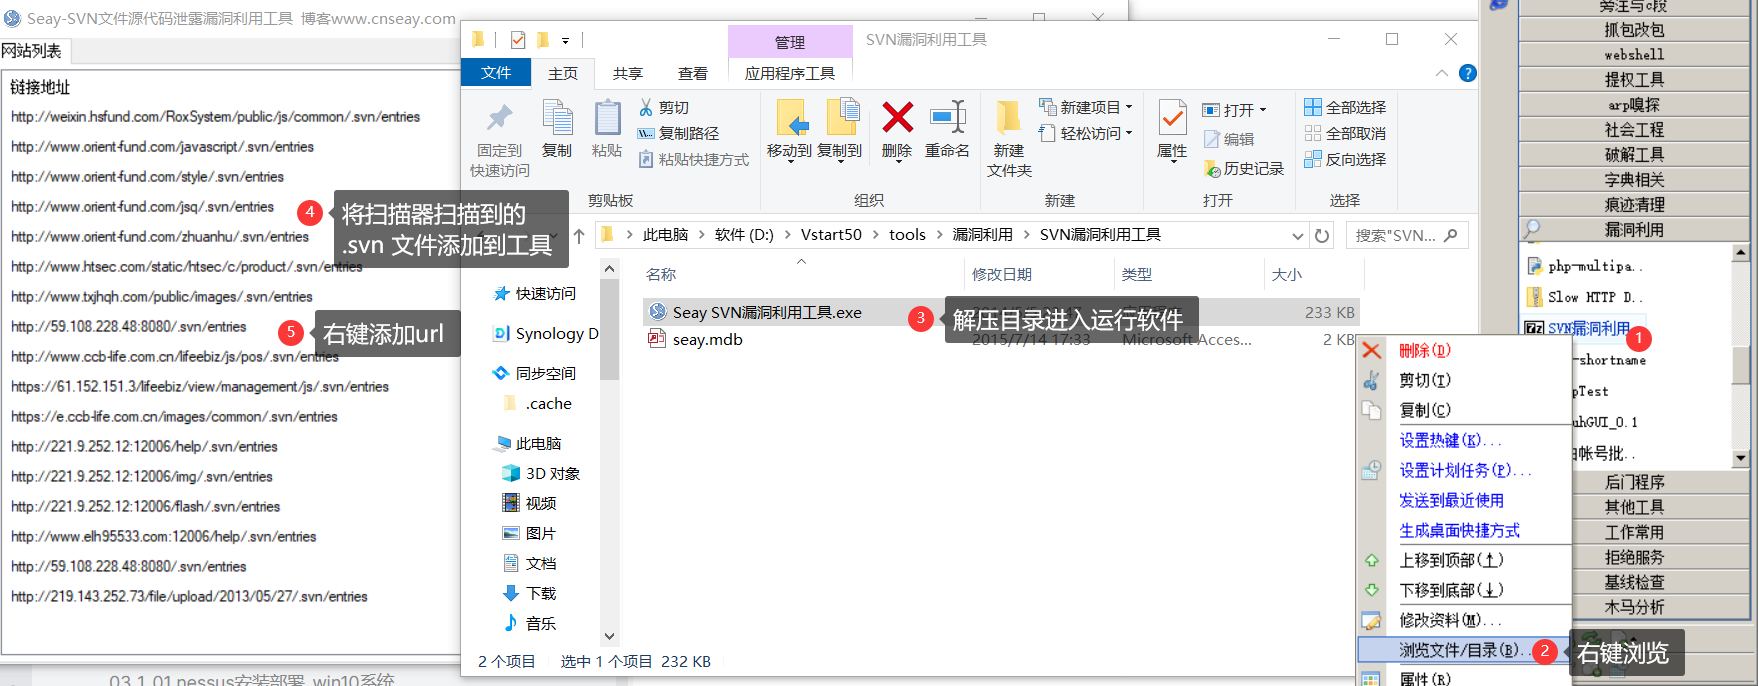 Seay-SVN文件源代码泄露漏洞利用工具 博客www.cnseay.com
网站列表
链接地址
http://weixin.hsfund.com/RoxSystem/public/js/common/.svn/entries
http://www.orient-fund.com/javascript/.svn/entries
http://www.orient-fund.com/style/.svn/entries
http://www.orient-fund.com/jsq/.svn/entries
http://www.orient-fund.com/zhuanhu/.svn/entries
http://www.htsec.com/static/htsec/c/product/.svn/entries
http://www.txjhqh.com/public/images/.svn/entries
http://59.108.228.48:8080/.svn/entries
http://www.ccb-life.com.cn/lifeebiz/js/pos/.svn/entries
https://61.152.151.3/lifeebiz/view/management/js/.svn/entries
https://e.ccb-life.com.cn/images/common/.svn/entries
http://221.9.252.12:12006/help/.svn/entries
http://221.9.252.12:12006/img/.svn/entries
http://221.9.252.12:12006/flash/.svn/entries
http://www.elh95533.com:12006/help/.svn/entries
http://59.108.228.48:8080/.svn/entries
http://219.143.252.73/file/upload/2013/05/27/.svn/entries
4 将扫描器扫描到的
.svn 文件添加到工具
5 右键添加url
03.1.01 nessus安装部署 win10系统
管理 SVN漏洞利用工具
文件 主页 共享 查看 应用程序工具
固定到
快速访问
复制
粘贴
剪切
复制路径
粘贴快捷方式
剪贴板
移动到 复制到 删除 重命名
组织
新建
文件夹
新建项目
轻松访问
新建
属性
打开
编辑
历史记录
打开
全部选择
全部取消
反向选择
选择
此电脑 软件 (D:) Vstart50 tools 漏洞利用 SVN漏洞利用工具
搜索"SVN...
名称 修改日期 类型 大小
Seay SVN漏洞利用工具.exe 233 KB
3 解压目录进入运行软件
seay.mdb 2015/7/14 17:33 Microsoft Acces... 2 KB
快速访问
Synology D
同步空间
.cache
此电脑
3D 对象
视频
图片
文档
下载
音乐
2 个项目 选中 1 个项目 232 KB
旁注与c段
抓包改包
webshell
提权工具
arp嗅探
社会工程
破解工具
字典相关
痕迹清理
漏洞利用
php-multipa..
Slow HTTP D..
SVN漏洞利用
1
-shortname
pTest
uhGUI_0.1
帐号批..
后门程序
其他工具
工作常用
拒绝服务
基线检查
木马分析
删除(D)
剪切(T)
复制(C)
设置热键(K)...
设置计划任务(P)...
发送到最近使用
生成桌面快捷方式
上移到顶部(↑)
下移到底部(↓)
修改资料(M)...
浏览文件/目录(B)..
2 右键浏览
属性(R)